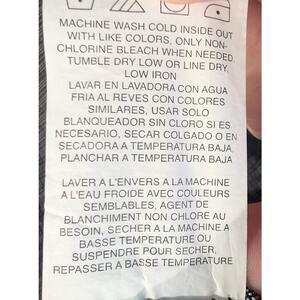 MACHINE WASH COLD INSIDE OUT
WITH LIKE COLORS, ONLY NON-
CHLORINE BLEACH WHEN NEEDED.
TUMBLE DRY LOW OR LINE DRY,
LOW IRON
LAVAR EN LAVADORA CON AGUA
FRIA AL REVES CON COLORES
SIMILARES, USAR SOLO
BLANQUEADOR SIN CLORO SI ES
NECESARIO, SECAR COLGADO O EN
SECADORA A TEMPERATURA BAJA.
PLANCHAR A TEMPERATURA BAJA
LAVER A L'ENVERS A LA MACHINE
A L'EAU FROIDE AVEC COULEURS
SEMBLABLES, AGENT DE
BLANCHIMENT NON CHLORE AU
BESOIN, SECHER A LA MACHINE A
BASSE TEMPERATURE OU
SUSPENDRE POUR SECHER,
REPASSER A BASSE TEMPERATURE